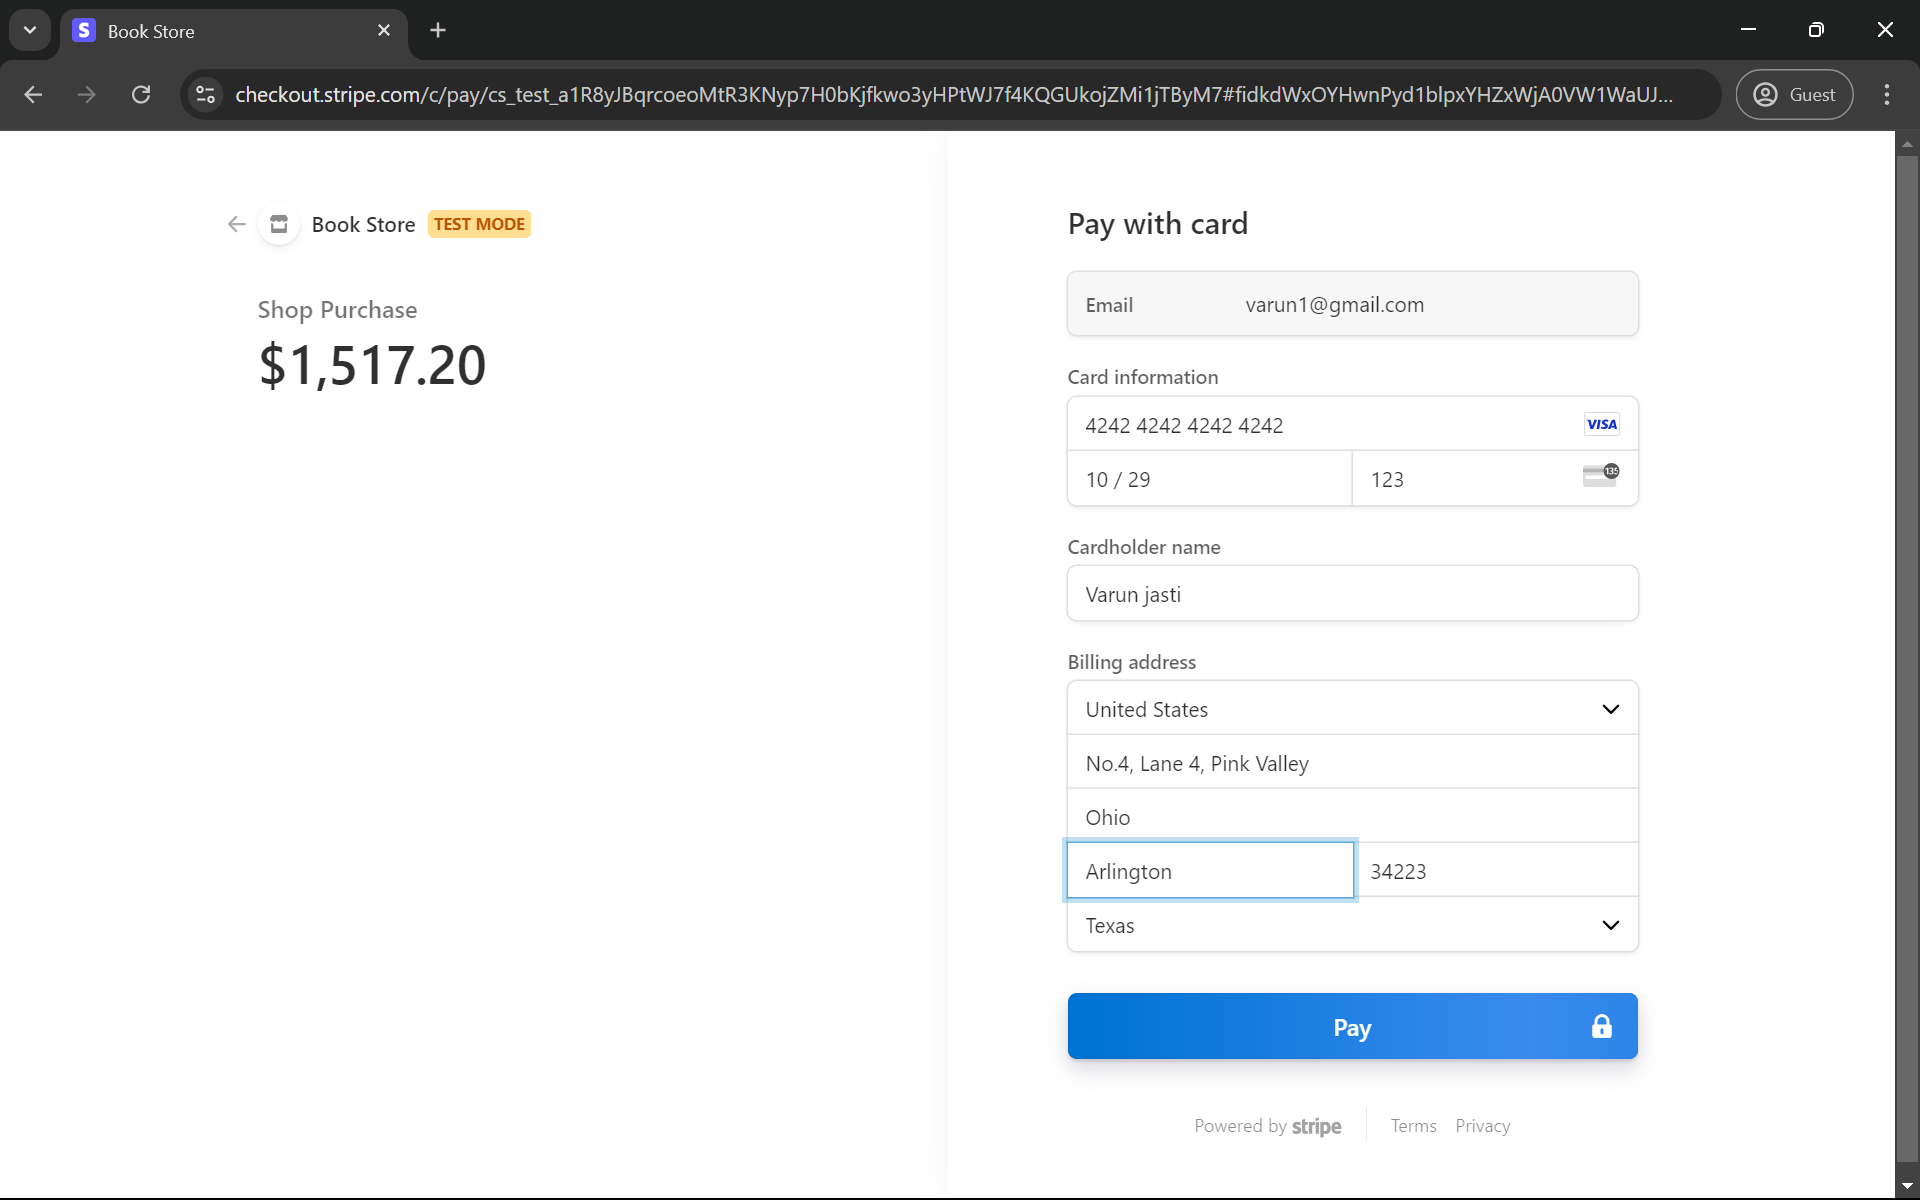 Book Store
checkout.stripe.com/c/pay/cs_test_a1R8yJBqrcoeoMtR3KNyp7H0bKjfkwo3yHPtWJ7f4KQGUkojZMi1jTByM7#fidkdWxOYHwnPyd1blpxYHZxWjA0VW1WaUJ...
Guest
Book Store TEST MODE
Shop Purchase
$1,517.20
Pay with card
Email varun1@gmail.com
Card information
4242 4242 4242 4242 VISA
10 / 29 123 135
Cardholder name
Varun jasti
Billing address
United States
No.4, Lane 4, Pink Valley
Ohio
Arlington 34223
Texas
Pay
Powered by stripe Terms Privacy